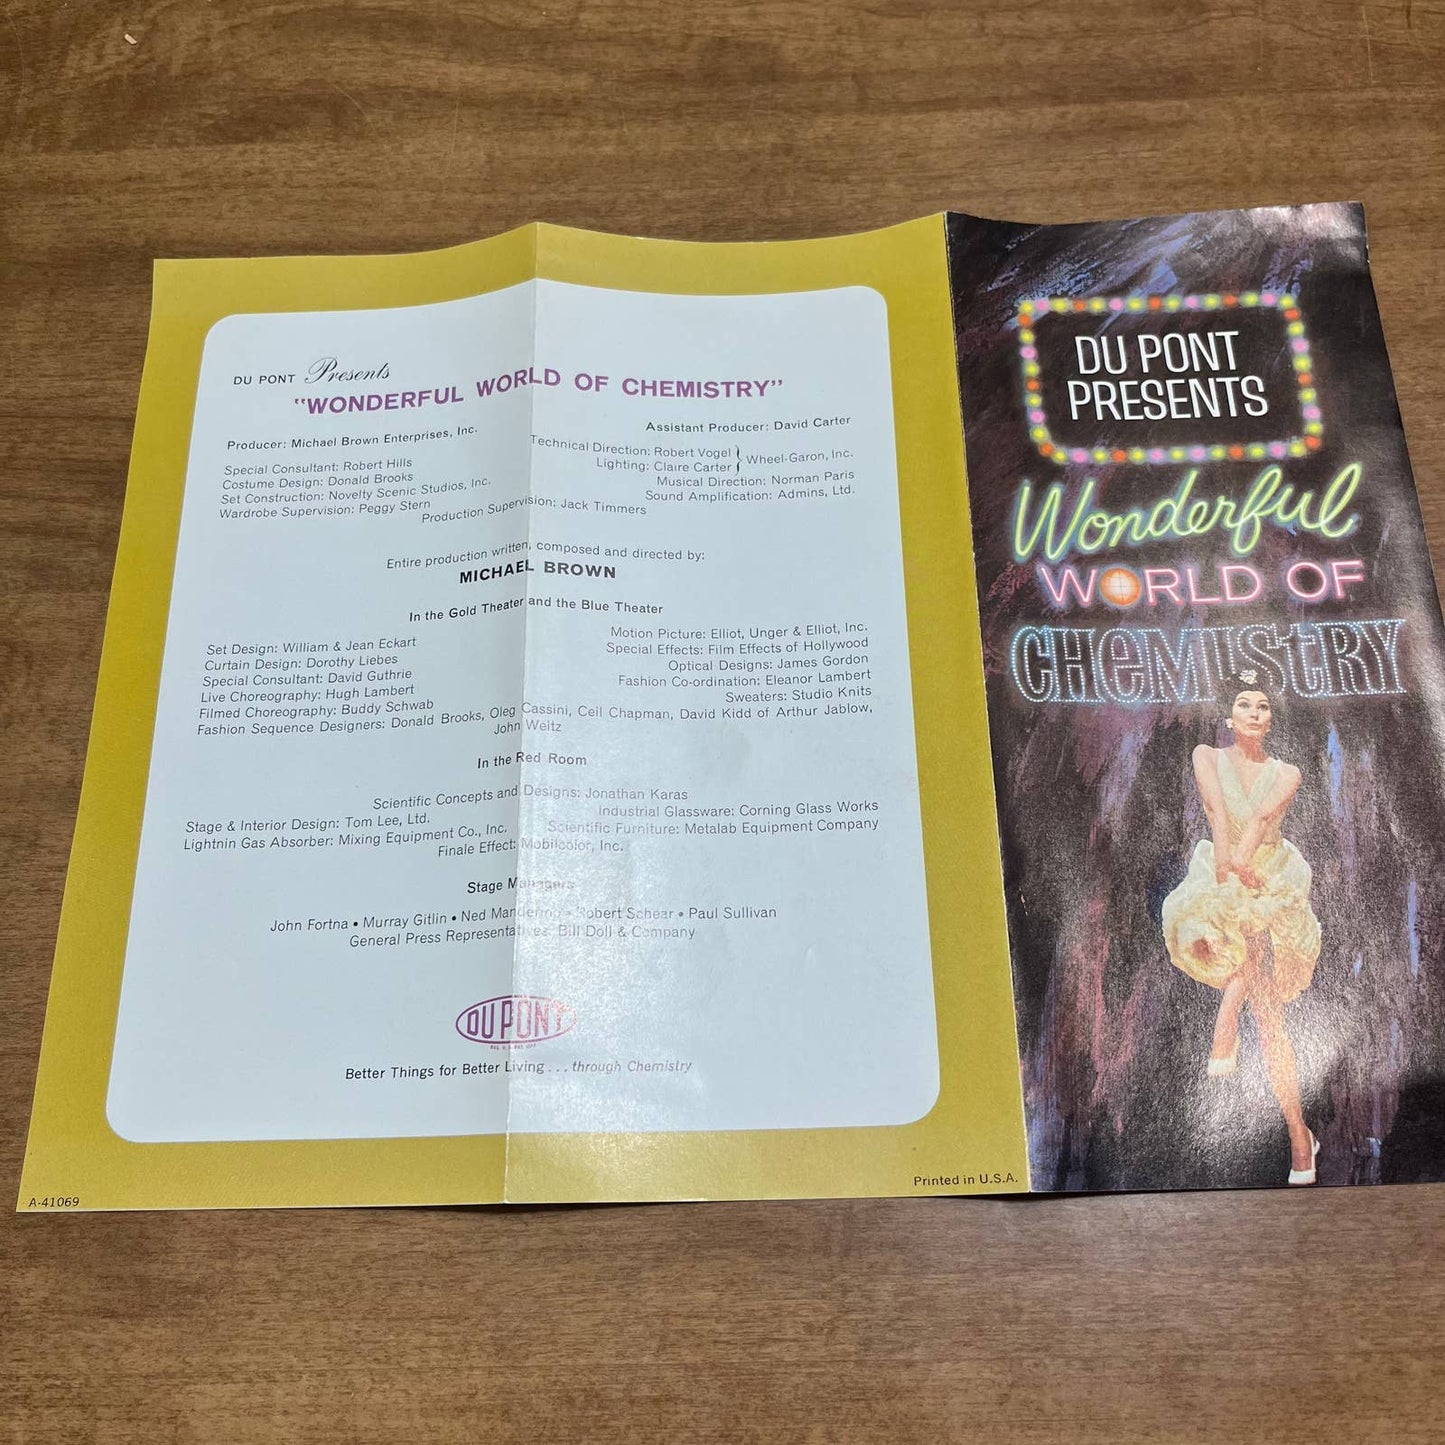 DU PONT Presents
"WONDERFUL WORLD OF CHEMISTRY"
Producer: Michael Brown Enterprises, Inc.
Assistant Producer: David Carter
Special Consultant: Robert Hills
Costume Design: Donald Brooks
Set Construction: Novelty Scenic Studios, Inc.
Wardrobe Supervision: Peggy Stern
Technical Direction: Robert Vogel } Wheel-Garon, Inc.
Lighting: Claire Carter
Musical Direction: Norman Paris
Sound Amplification: Admins, Ltd.
Production Supervision: Jack Timmers
Entire production written, composed and directed by:
MICHAEL BROWN
In the Gold Theater and the Blue Theater
Set Design: William & Jean Eckart
Curtain Design: Dorothy Liebes
Special Consultant: David Guthrie
Live Choreography: Hugh Lambert
Filmed Choreography: Buddy Schwab
Motion Picture: Elliot, Unger & Elliot, Inc.
Special Effects: Film Effects of Hollywood
Optical Designs: James Gordon
Fashion Co-ordination: Eleanor Lambert
Sweaters: Studio Knits
Fashion Sequence Designers: Donald Brooks, Oleg Cassini, Ceil Chapman, David Kidd of Arthur Jablow,
John Weitz
In the Red Room
Scientific Concepts and Designs: Jonathan Karas
Stage & Interior Design: Tom Lee, Ltd.
Lightnin Gas Absorber: Mixing Equipment Co., Inc.
Industrial Glassware: Corning Glass Works
Scientific Furniture: Metalab Equipment Company
Finale Effect: Mobilcolor, Inc.
Stage Managers
John Fortna • Murray Gitlin • Ned Manderino • Robert Schear • Paul Sullivan
General Press Representatives: Bill Doll & Company
DU PONT
REG. U.S. PAT. OFF.
Better Things for Better Living . . . through Chemistry
A-41069
Printed in U.S.A.
DU PONT
PRESENTS
Wonderful
WORLD OF
CHEMISTRY